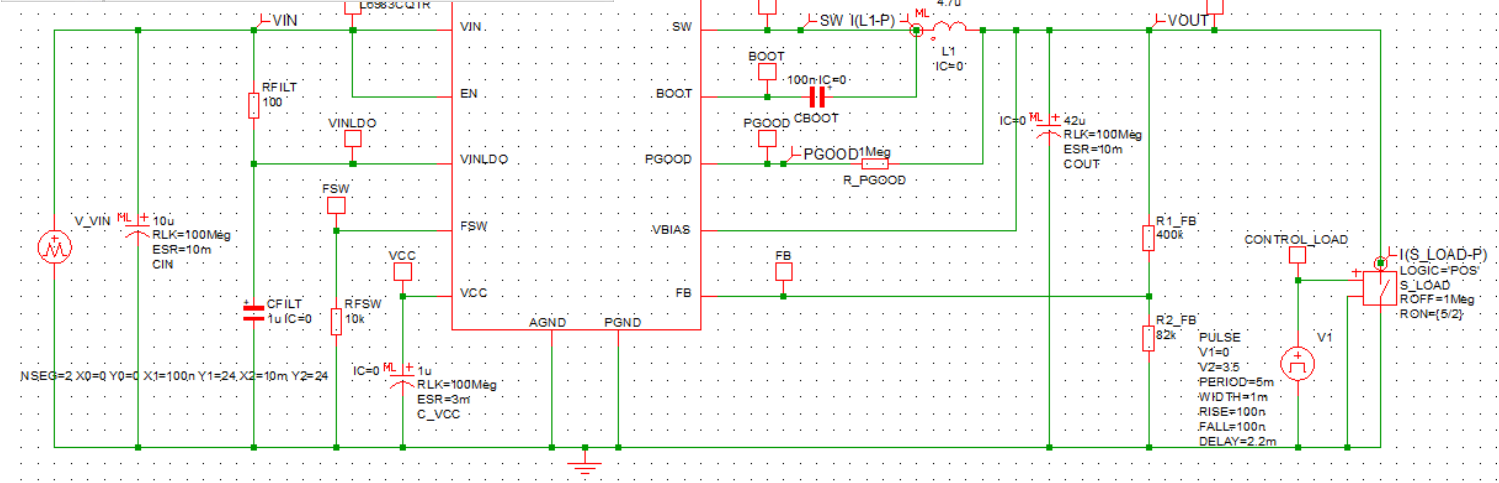 L6983CQTR
VIN
VIN
SW
SW
I(L1-P)
ML
4.7u
L1
IC=0
VOUT
RFILT
100
EN
BOOT
BOOT
100n IC=0
CBOOT
VINLDO
VINLDO
PGOOD
PGOOD
PGOOD
1Meg
R_PGOOD
IC=0
ML
42u
RLK=100Meg
ESR=10m
COUT
V_VIN
ML
10u
RLK=100Meg
ESR=10m
CIN
FSW
FSW
VBIAS
R1_FB
400k
CONTROL_LOAD
I(S_LOAD-P)
LOGIC='POS'
S_LOAD
ROFF=1Meg
RON={5/2}
VCC
VCC
FB
FB
CFILT
1u IC=0
RFSW
10k
AGND
PGND
R2_FB
82k
PULSE
V1=0
V2=3.5
PERIOD=5m
WIDTH=1m
RISE=100n
FALL=100n
DELAY=2.2m
V1
NSEG=2 X0=0 Y0=0 X1=100n Y1=24 X2=10m Y2=24
IC=0
ML
1u
RLK=100Meg
ESR=3m
C_VCC